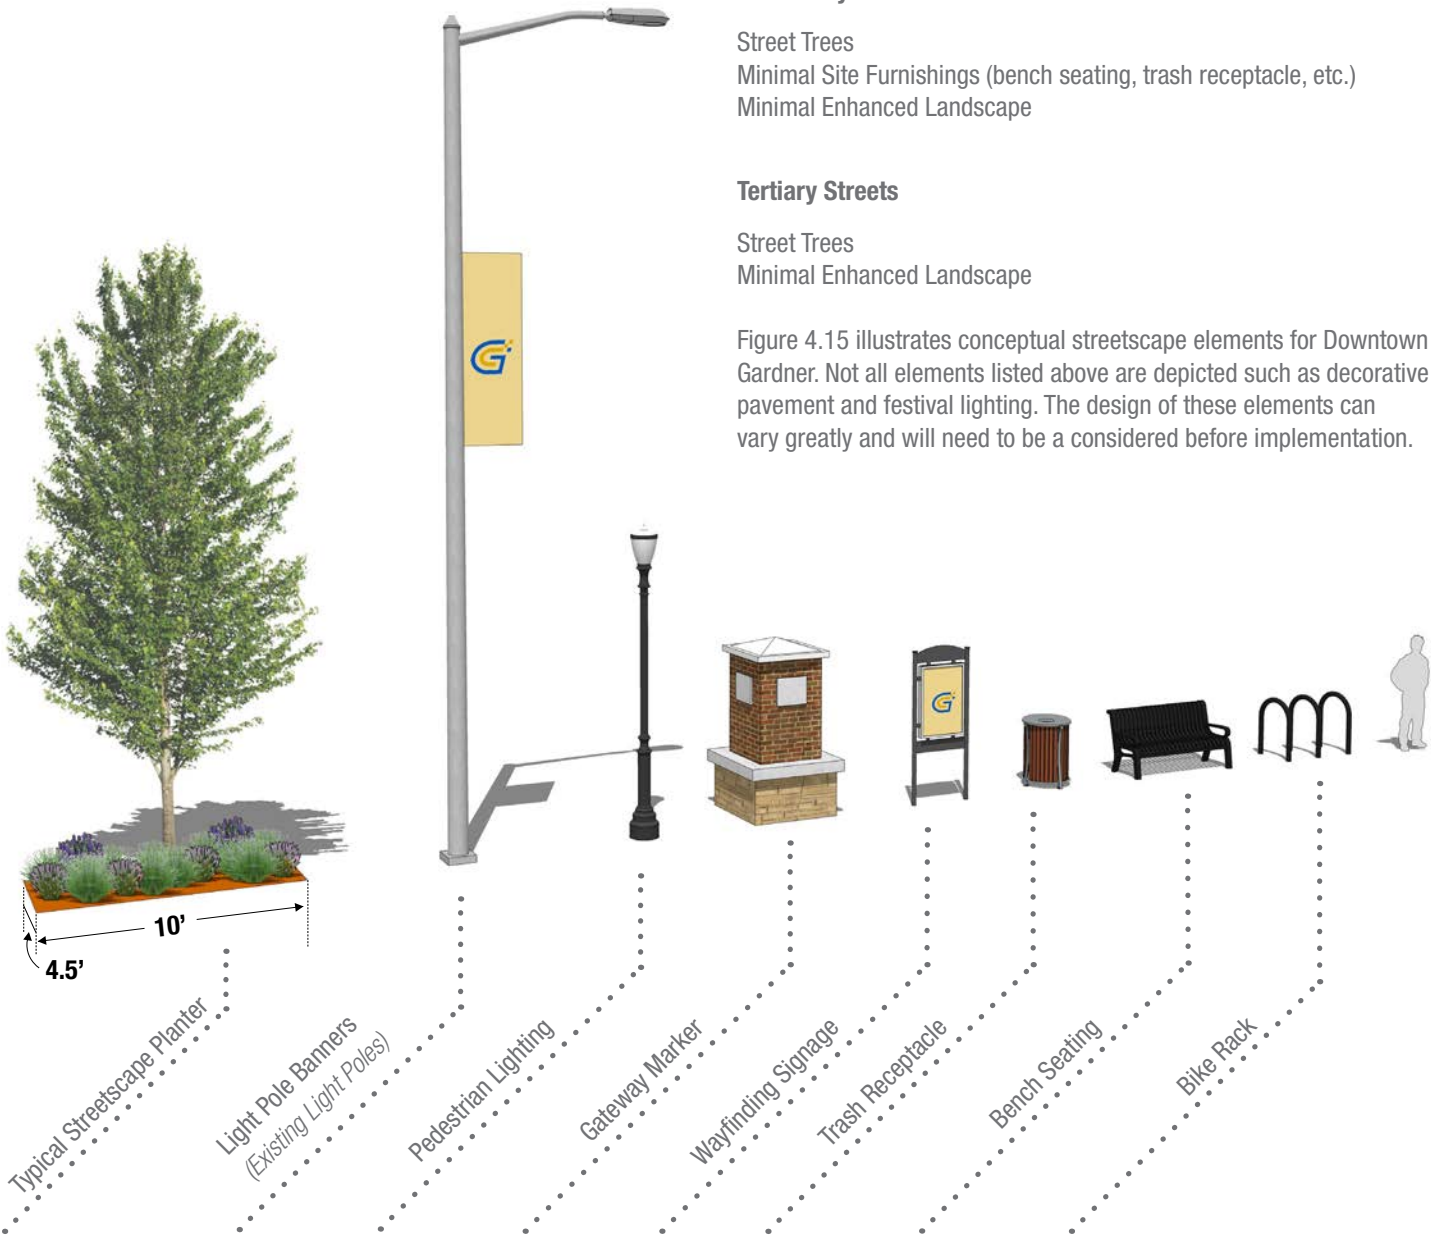 Street Trees
Minimal Site Furnishings (bench seating, trash receptacle, etc.)
Minimal Enhanced Landscape
Tertiary Streets
Street Trees
Minimal Enhanced Landscape
Figure 4.15 illustrates conceptual streetscape elements for Downtown
Gardner. Not all elements listed above are depicted such as decorative
pavement and festival lighting. The design of these elements can
vary greatly and will need to be a considered before implementation.
G
G
10’
4.5’
Typical Streetscape Planter
Light Pole Banners
(Existing Light Poles)
Pedestrian Lighting
Gateway Marker
Wayfinding Signage
Trash Receptacle
Bench Seating
Bike Rack